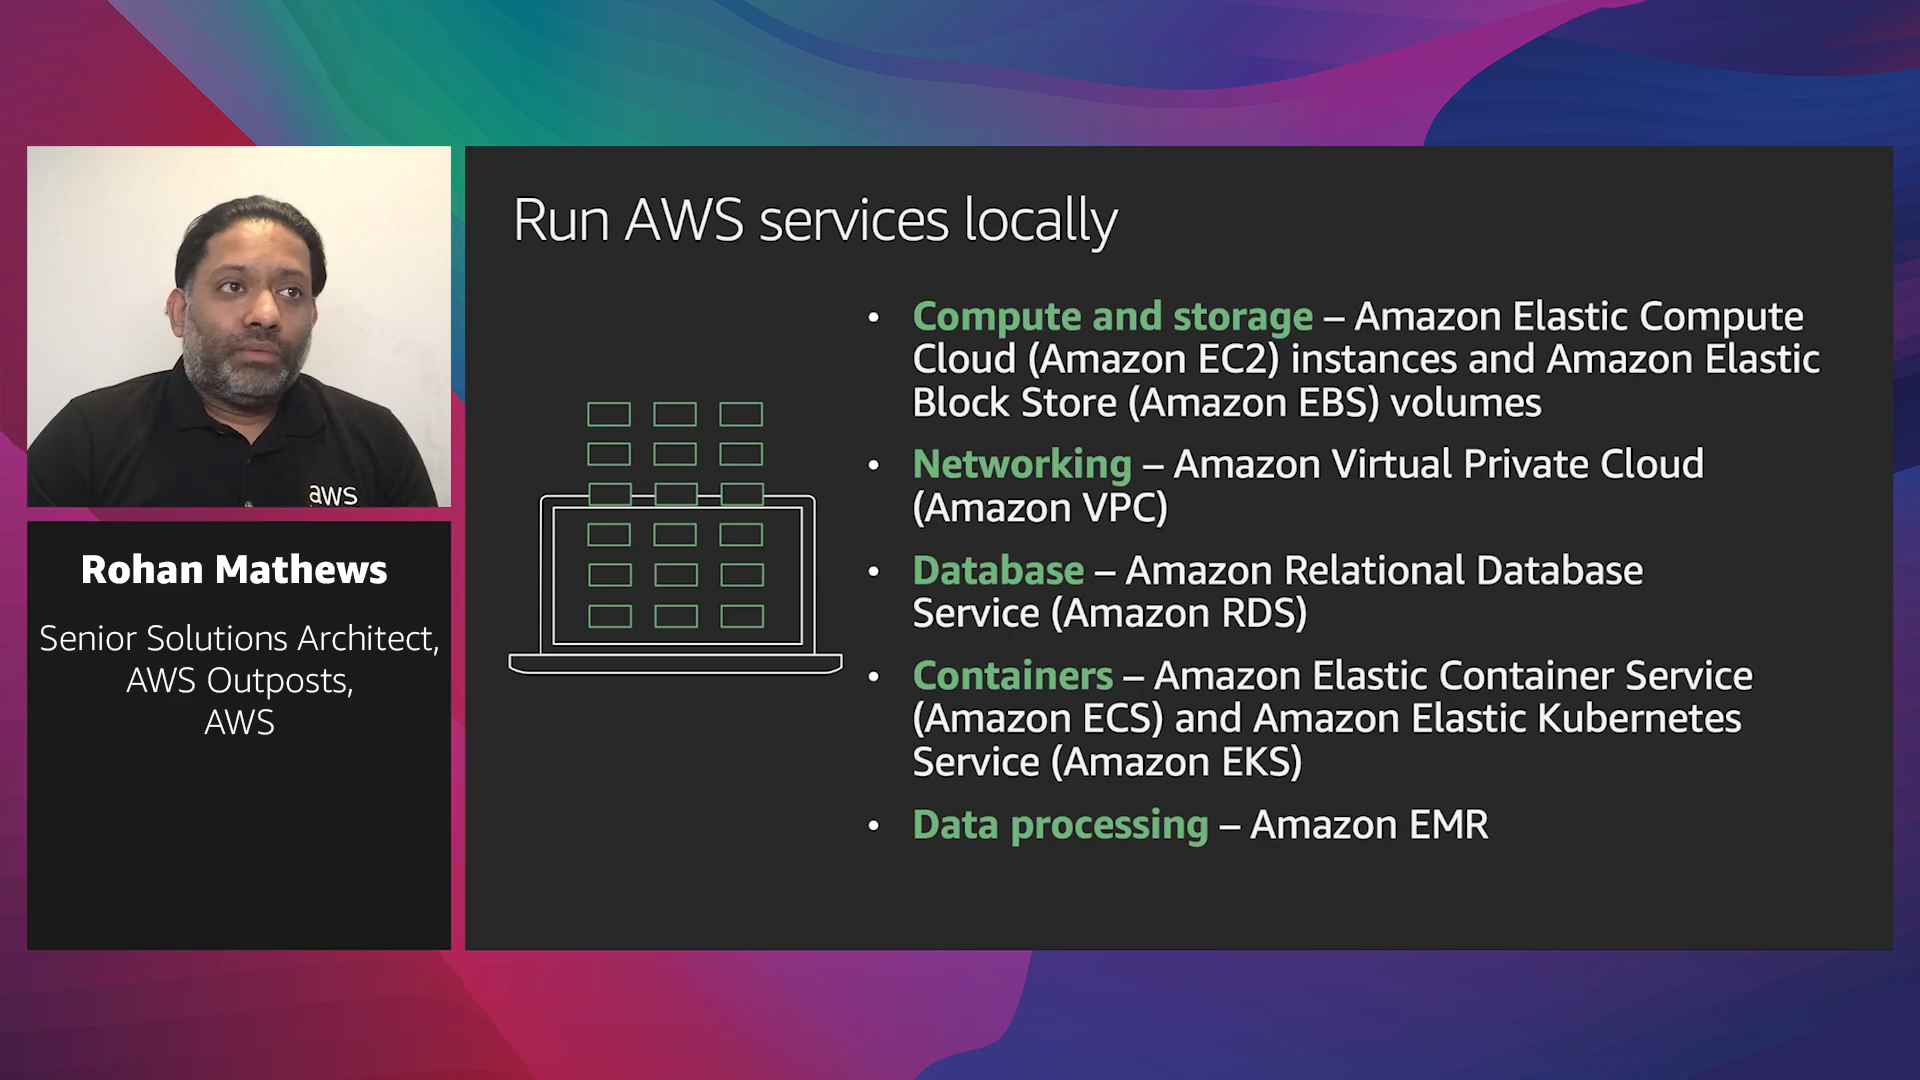 aws
Rohan Mathews
Senior Solutions Architect,
AWS Outposts,
AWS
Run AWS services locally
• Compute and storage – Amazon Elastic Compute
Cloud (Amazon EC2) instances and Amazon Elastic
Block Store (Amazon EBS) volumes
• Networking – Amazon Virtual Private Cloud
(Amazon VPC)
• Database – Amazon Relational Database
Service (Amazon RDS)
• Containers – Amazon Elastic Container Service
(Amazon ECS) and Amazon Elastic Kubernetes
Service (Amazon EKS)
• Data processing – Amazon EMR